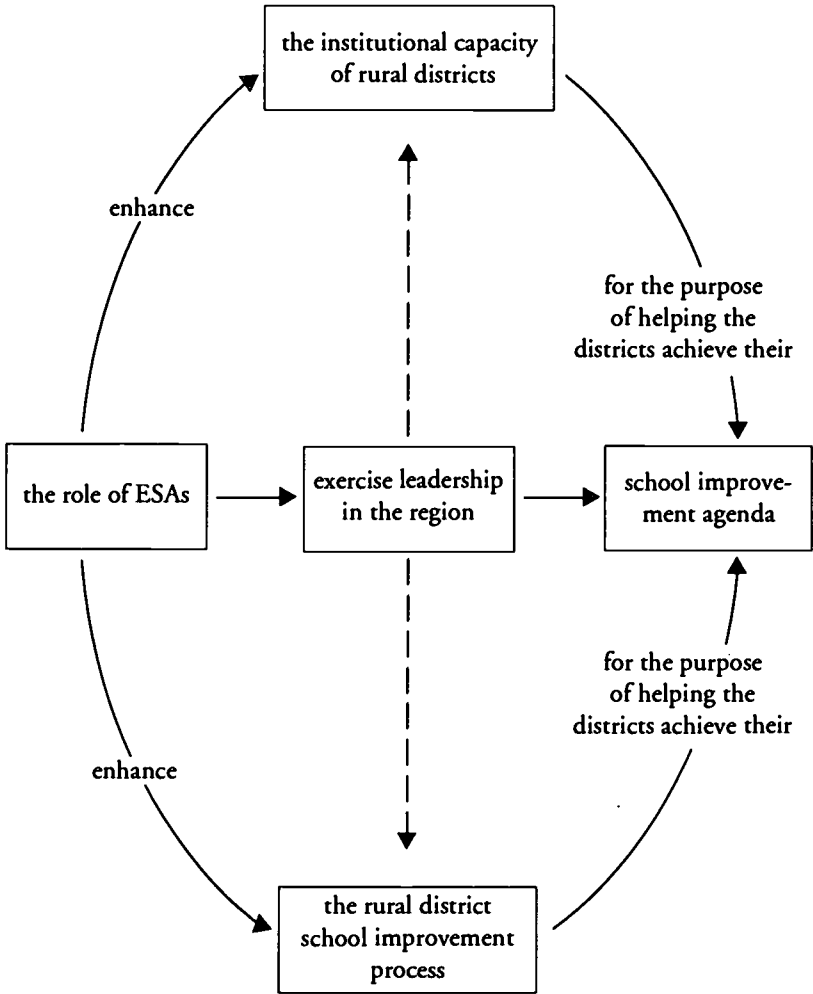 the institutional capacity
of rural districts
enhance
for the purpose
of helping the
districts achieve their
the role of ESAs
exercise leadership
in the region
school improve-
ment agenda
for the purpose
of helping the
districts achieve their
enhance
the rural district
school improvement
process